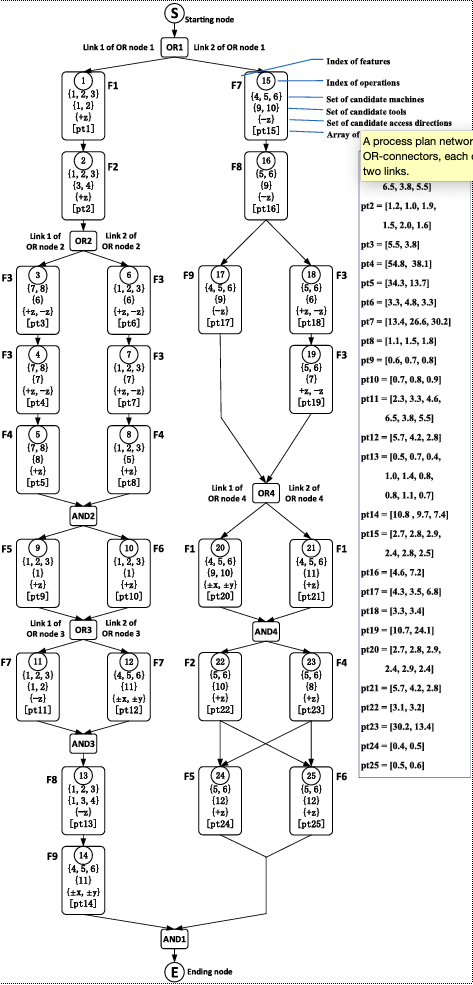 S
Starting node
Link 1 of OR node 1
OR1
Link 2 of OR node 1
Index of features
Index of operations
Set of candidate machines
Set of candidate tools
Set of candidate access directions
Array of
A process plan networ
OR-connectors, each
two links.
F1
1
{1, 2, 3}
{1, 2}
{+z}
[pt1]
F7
15
{4, 5, 6}
{9, 10}
{-z}
[pt15]
F2
2
{1, 2, 3}
{3, 4}
{+z}
[pt2]
F8
16
{5, 6}
{9}
{-z}
[pt16]
Link 1 of
OR node 2
OR2
Link 2 of
OR node 2
F3
3
{7, 8}
{6}
{+z, -z}
[pt3]
6
F3
{1, 2, 3}
{6}
{+z, -z}
[pt6]
F9
17
{4, 5, 6}
{9}
{-z}
[pt17]
18
F3
{5, 6}
{6}
{+z, -z}
[pt18]
F3
4
{7, 8}
{7}
{+z, -z}
[pt4]
7
F3
{1, 2, 3}
{7}
{+z, -z}
[pt7]
19
F3
{5, 6}
{7}
+z, -z
[pt19]
F4
5
{7, 8}
{8}
{+z}
[pt5]
8
F4
{1, 2, 3}
{5}
{+z}
[pt8]
AND2
Link 1 of
OR node 4
OR4
Link 2 of
OR node 4
F5
9
{1, 2, 3}
{1}
{+z}
[pt9]
10
F6
{1, 2, 3}
{1}
{+z}
[pt10]
F1
20
{4, 5, 6}
{9, 10}
{±x, ±y}
[pt20]
21
F1
{4, 5, 6}
{11}
{+z}
[pt21]
Link 1 of
OR node 3
OR3
Link 2 of
OR node 3
AND4
F7
11
{1, 2, 3}
{1, 2}
{-z}
[pt11]
12
F7
{4, 5, 6}
{11}
{±x, ±y}
[pt12]
F2
22
{5, 6}
{10}
{+z}
[pt22]
23
F4
{5, 6}
{8}
{+z}
[pt23]
AND3
F8
13
{1, 2, 3}
{1, 3, 4}
{-z}
[pt13]
F5
24
{5, 6}
{12}
{+z}
[pt24]
25
F6
{5, 6}
{12}
{+z}
[pt25]
F9
14
{4, 5, 6}
{11}
{±x, ±y}
[pt14]
AND1
E
Ending node
6.5, 3.8, 5.5]
pt2 = [1.2, 1.0, 1.9,
1.5, 2.0, 1.6]
pt3 = [5.5, 3.8]
pt4 = [54.8, 38.1]
pt5 = [34.3, 13.7]
pt6 = [3.3, 4.8, 3.3]
pt7 = [13.4, 26.6, 30.2]
pt8 = [1.1, 1.5, 1.8]
pt9 = [0.6, 0.7, 0.8]
pt10 = [0.7, 0.8, 0.9]
pt11 = [2.3, 3.3, 4.6,
6.5, 3.8, 5.5]
pt12 = [5.7, 4.2, 2.8]
pt13 = [0.5, 0.7, 0.4,
1.0, 1.4, 0.8,
0.8, 1.1, 0.7]
pt14 = [10.8 , 9.7, 7.4]
pt15 = [2.7, 2.8, 2.9,
2.4, 2.8, 2.5]
pt16 = [4.6, 7.2]
pt17 = [4.3, 3.5, 6.8]
pt18 = [3.3, 3.4]
pt19 = [10.7, 24.1]
pt20 = [2.7, 2.8, 2.9,
2.4, 2.9, 2.4]
pt21 = [5.7, 4.2, 2.8]
pt22 = [3.1, 3.2]
pt23 = [30.2, 13.4]
pt24 = [0.4, 0.5]
pt25 = [0.5, 0.6]